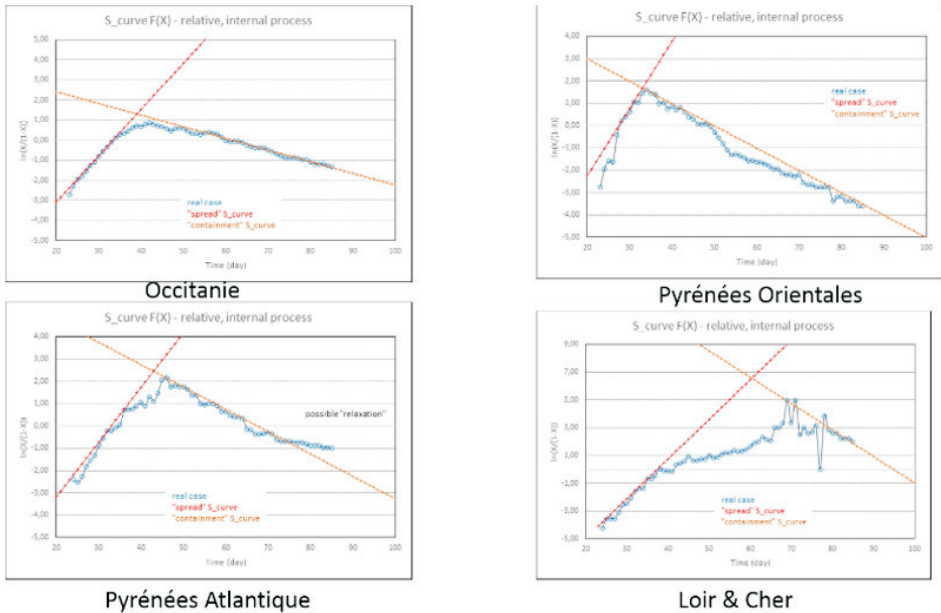 S_curve F(X) - relative, internal process
5,00
4,00
3,00
2,00
1,00
0,00
-1,00
-2,00
-3,00
-4,00
-5,00
ln(X/(1-X))
real case
"spread" S_curve
"containment" S_curve
20 30 40 50 60 70 80 90 100
Time (day)
Occitanie
S_curve F(X) - relative, internal process
4,00
3,00
2,00
1,00
0,00
-1,00
-2,00
-3,00
-4,00
-5,00
ln(X/(1-X))
real case
"spread" S_curve
"containment" S_curve
20 30 40 50 60 70 80 90 100
Time (day)
Pyrénées Orientales
S_curve F(X) - relative, internal process
4,00
3,00
2,00
1,00
0,00
-1,00
-2,00
-3,00
-4,00
-5,00
ln(X/(1-X))
possible "relaxation"
real case
"spread" S_curve
"containment" S_curve
20 30 40 50 60 70 80 90 100
Time (day)
Pyrénées Atlantique
S_curve F(X) - relative, internal process
9,00
7,00
5,00
3,00
1,00
-1,00
-3,00
-5,00
ln(X/(1-X))
real case
"spread" S_curve
"containment" S_curve
20 30 40 50 60 70 80 90 100
Time (day)
Loir & Cher